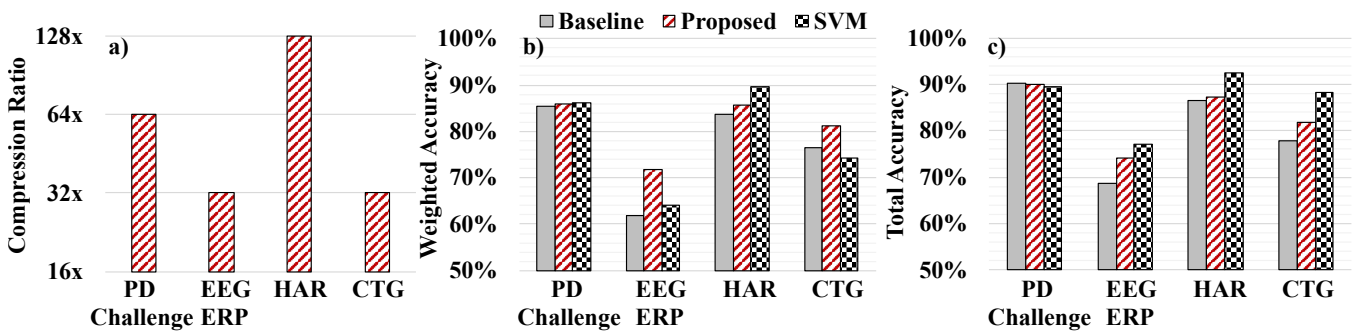 Baseline Proposed SVM
a)
Compression Ratio
128x
64x
32x
16x
PD
Challenge
EEG
ERP
HAR
CTG
b)
Weighted Accuracy
100%
90%
80%
70%
60%
50%
PD
Challenge
EEG
ERP
HAR
CTG
c)
Total Accuracy
100%
90%
80%
70%
60%
50%
PD
Challenge
EEG
ERP
HAR
CTG